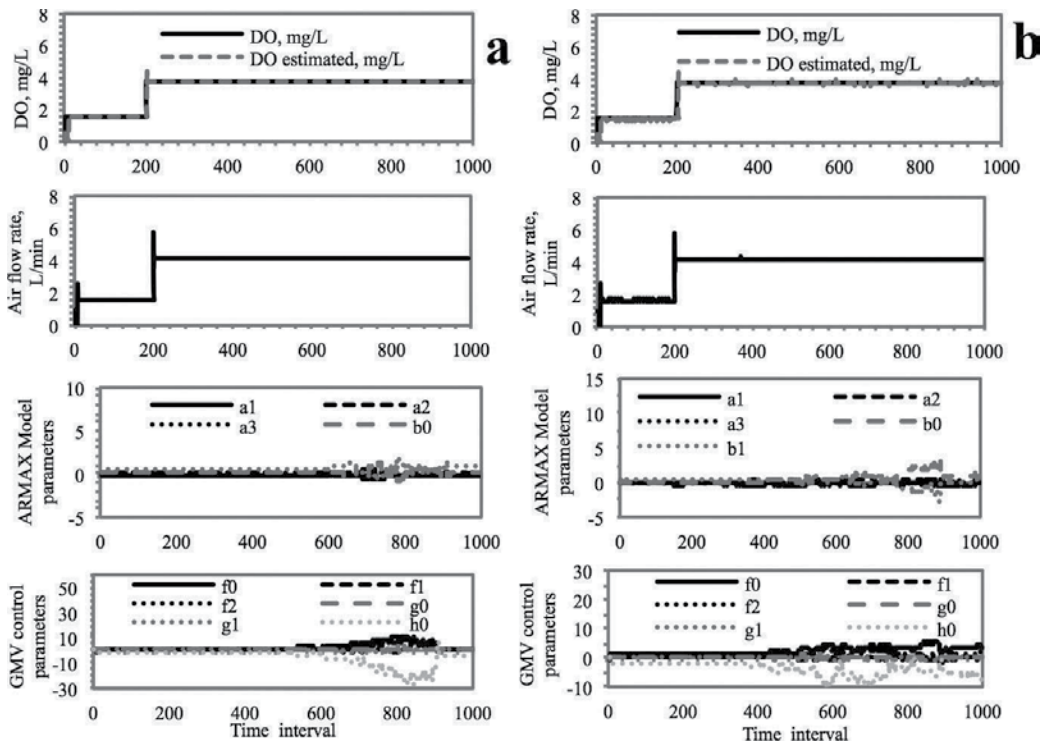 a
DO, mg/L
8
6
4
2
0
DO, mg/L
DO estimated, mg/L
0 200 400 600 800 1000
Air flow rate,
L/min
8
6
4
2
0
0 200 400 600 800 1000
ARMAX Model
parameters
10
5
0
-5
a1 a2
a3 b0
0 200 400 600 800 1000
GMV control
parameters
50
30
10
-10
-30
f0 f1
f2 g0
g1 h0
0 200 400 600 800 1000
Time interval
b
DO, mg/L
8
6
4
2
0
DO, mg/L
DO estimated, mg/L
0 200 400 600 800 1000
Air flow rate,
L/min
8
6
4
2
0
0 200 400 600 800 1000
ARMAX Model
parameters
15
10
5
0
-5
a1 a2
a3 b0
b1
0 200 400 600 800 1000
GMV control
parameters
30
20
10
0
-10
f0 f1
f2 g0
g1 h0
0 200 400 600 800 1000
Time interval